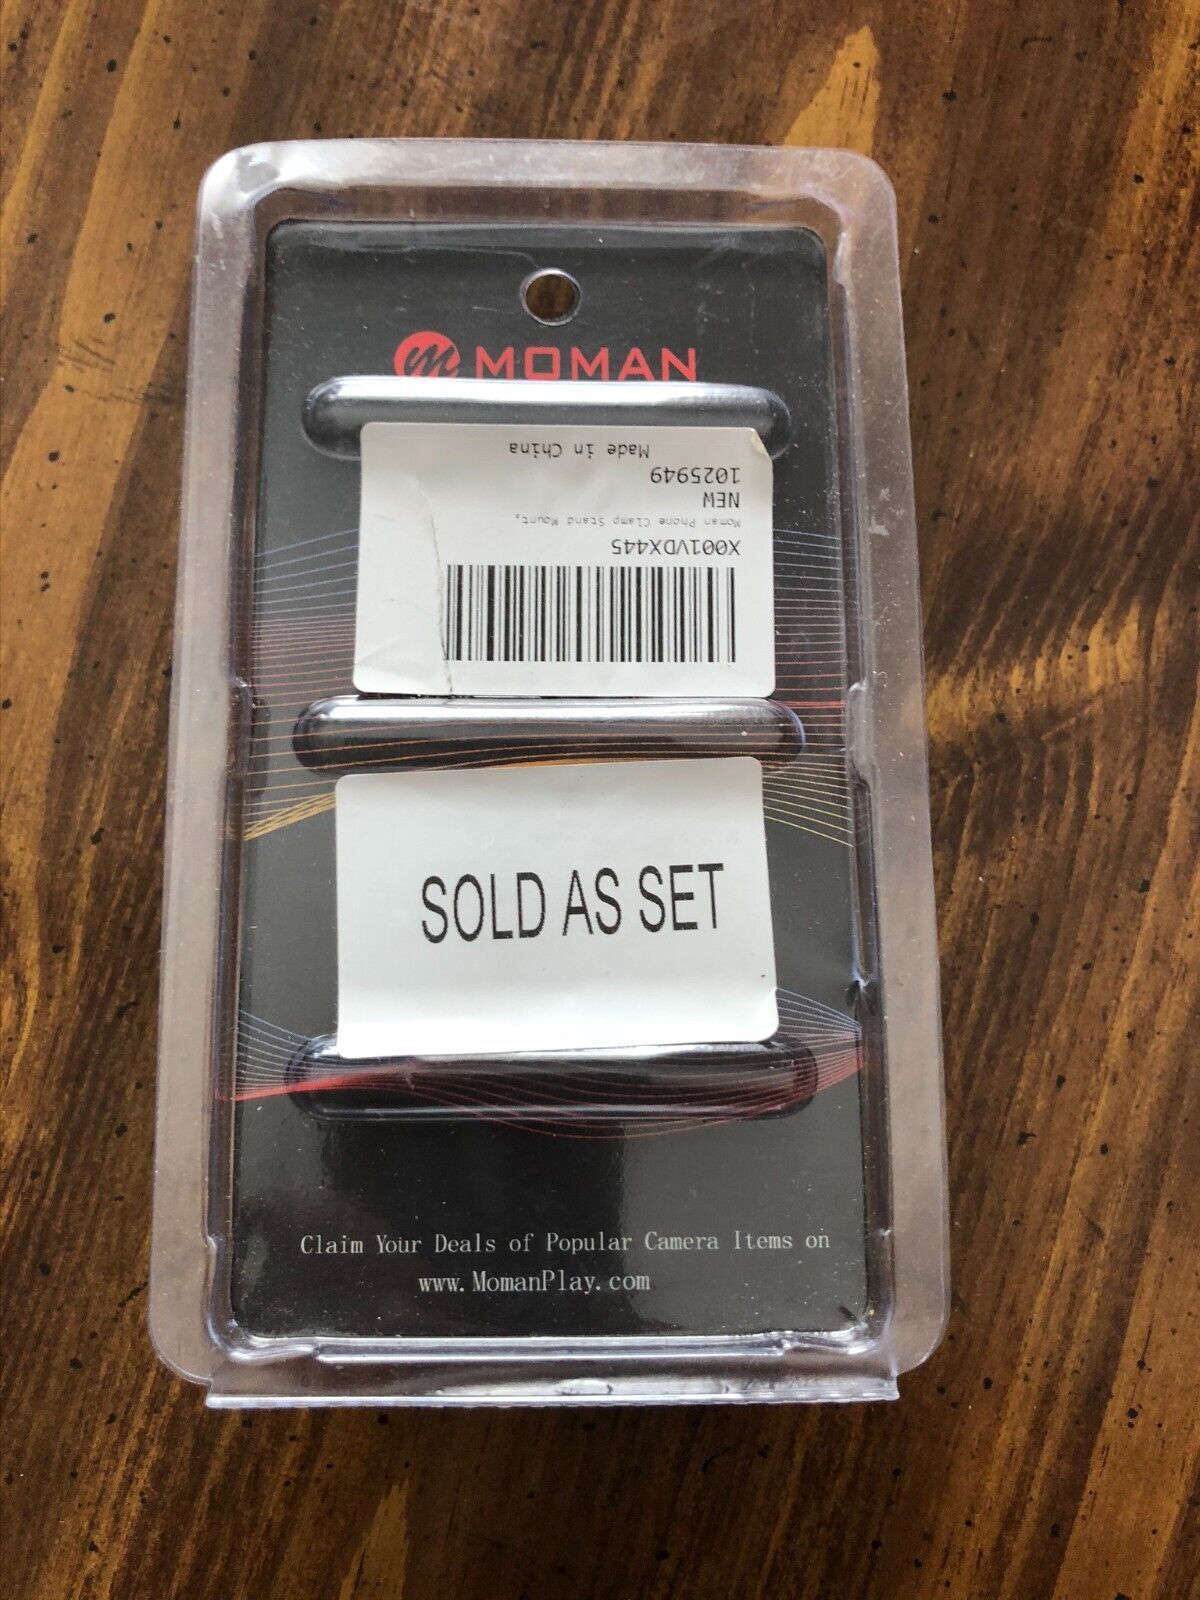 MOMAN
X001VDX445
Moman Phone Clamp Stand Mount,
NEW
1025949
Made in China
SOLD AS SET
Claim Your Deals of Popular Camera Items on
www.MomanPlay.com